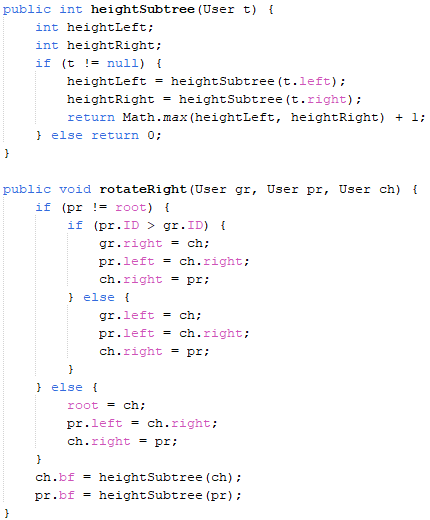 public int heightSubtree(User t) {
    int heightLeft;
    int heightRight;
    if (t != null) {
        heightLeft = heightSubtree(t.left);
        heightRight = heightSubtree(t.right);
        return Math.max(heightLeft, heightRight) + 1;
    } else return 0;
}

public void rotateRight(User gr, User pr, User ch) {
    if (pr != root) {
        if (pr.ID > gr.ID) {
            gr.right = ch;
            pr.left = ch.right;
            ch.right = pr;
        } else {
            gr.left = ch;
            pr.left = ch.right;
            ch.right = pr;
        }
    } else {
        root = ch;
        pr.left = ch.right;
        ch.right = pr;
    }
    ch.bf = heightSubtree(ch);
    pr.bf = heightSubtree(pr);
}